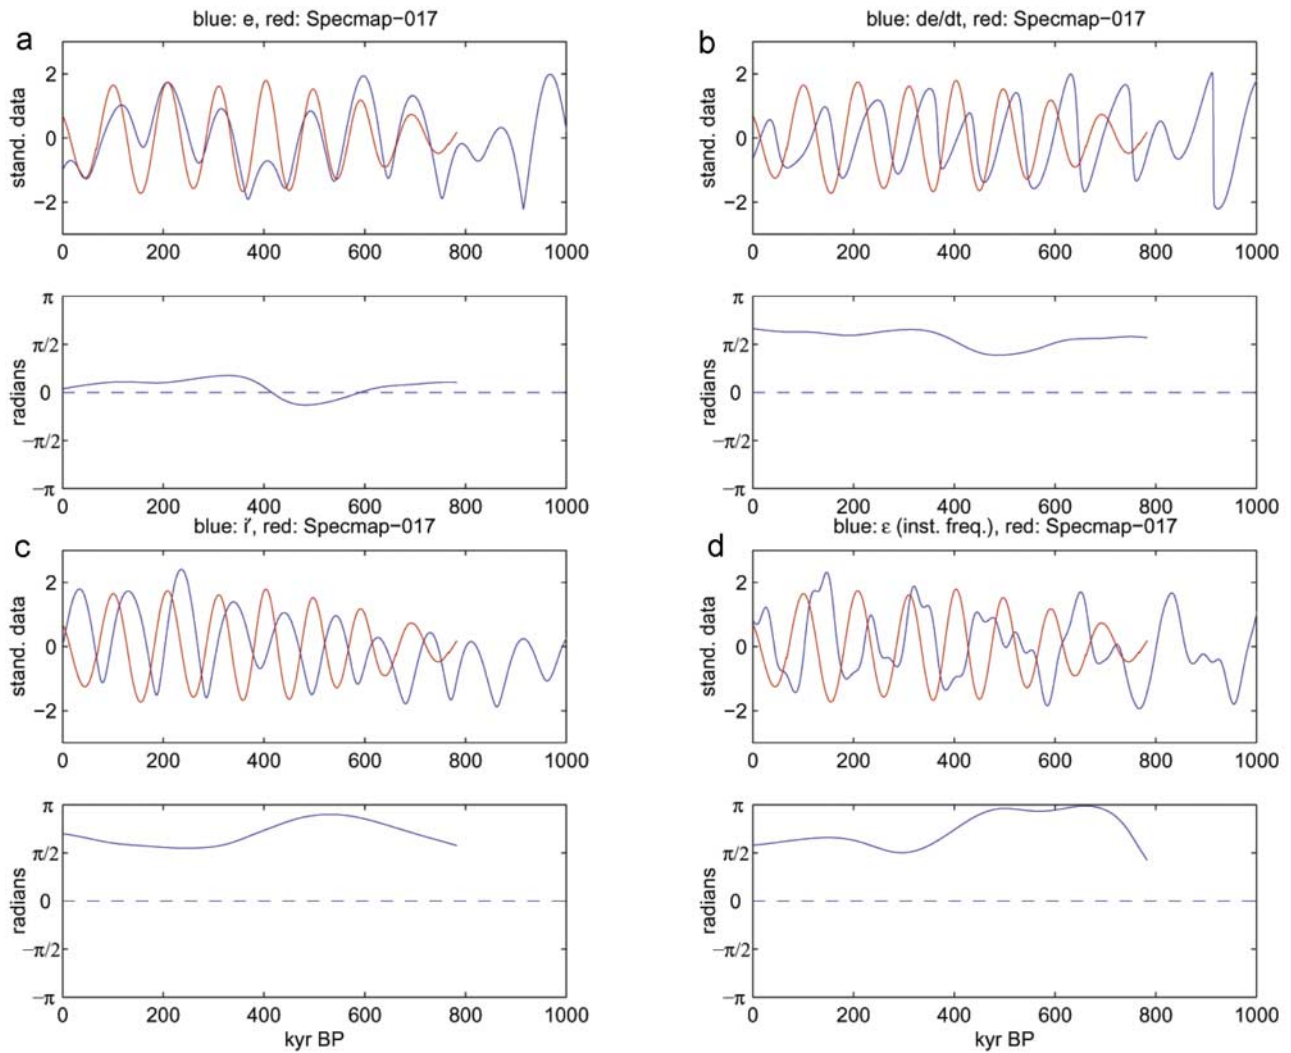 a
blue: e, red: Specmap−017
stand. data
2
0
−2
0 200 400 600 800 1000
radians
π
π/2
0
−π/2
−π
0 200 400 600 800 1000
b
blue: de/dt, red: Specmap−017
stand. data
2
0
−2
0 200 400 600 800 1000
radians
π
π/2
0
−π/2
−π
0 200 400 600 800 1000
c
blue: i', red: Specmap−017
stand. data
2
0
−2
0 200 400 600 800 1000
radians
π
π/2
0
−π/2
−π
0 200 400 600 800 1000
kyr BP
d
blue: ε (inst. freq.), red: Specmap−017
stand. data
2
0
−2
0 200 400 600 800 1000
radians
π
π/2
0
−π/2
−π
0 200 400 600 800 1000
kyr BP